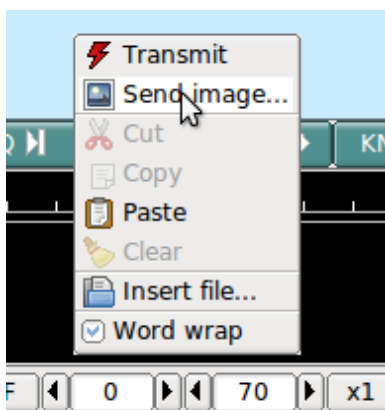 Transmit
Send image...
Q Cut KN
Copy
Paste
Clear
Insert file...
Word wrap
F 0 70 x1